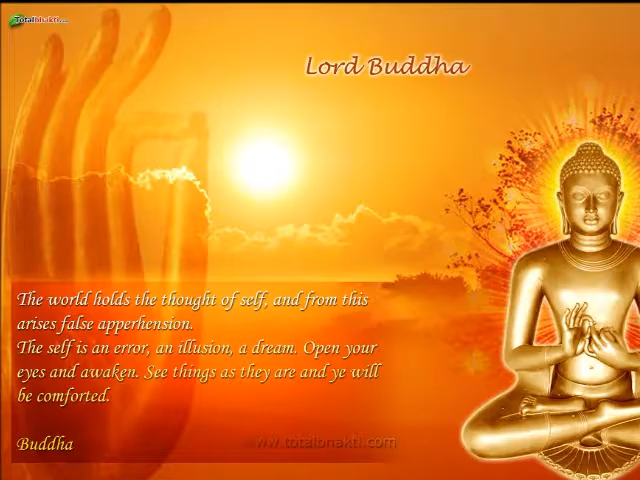 Totalbhakti.com
Lord Buddha
The world holds the thought of self, and from this
arises false apperhension.
The self is an error, an illusion, a dream. Open your
eyes and awaken. See things as they are and ye will
be comforted.
Buddha
www.totalbhakti.com